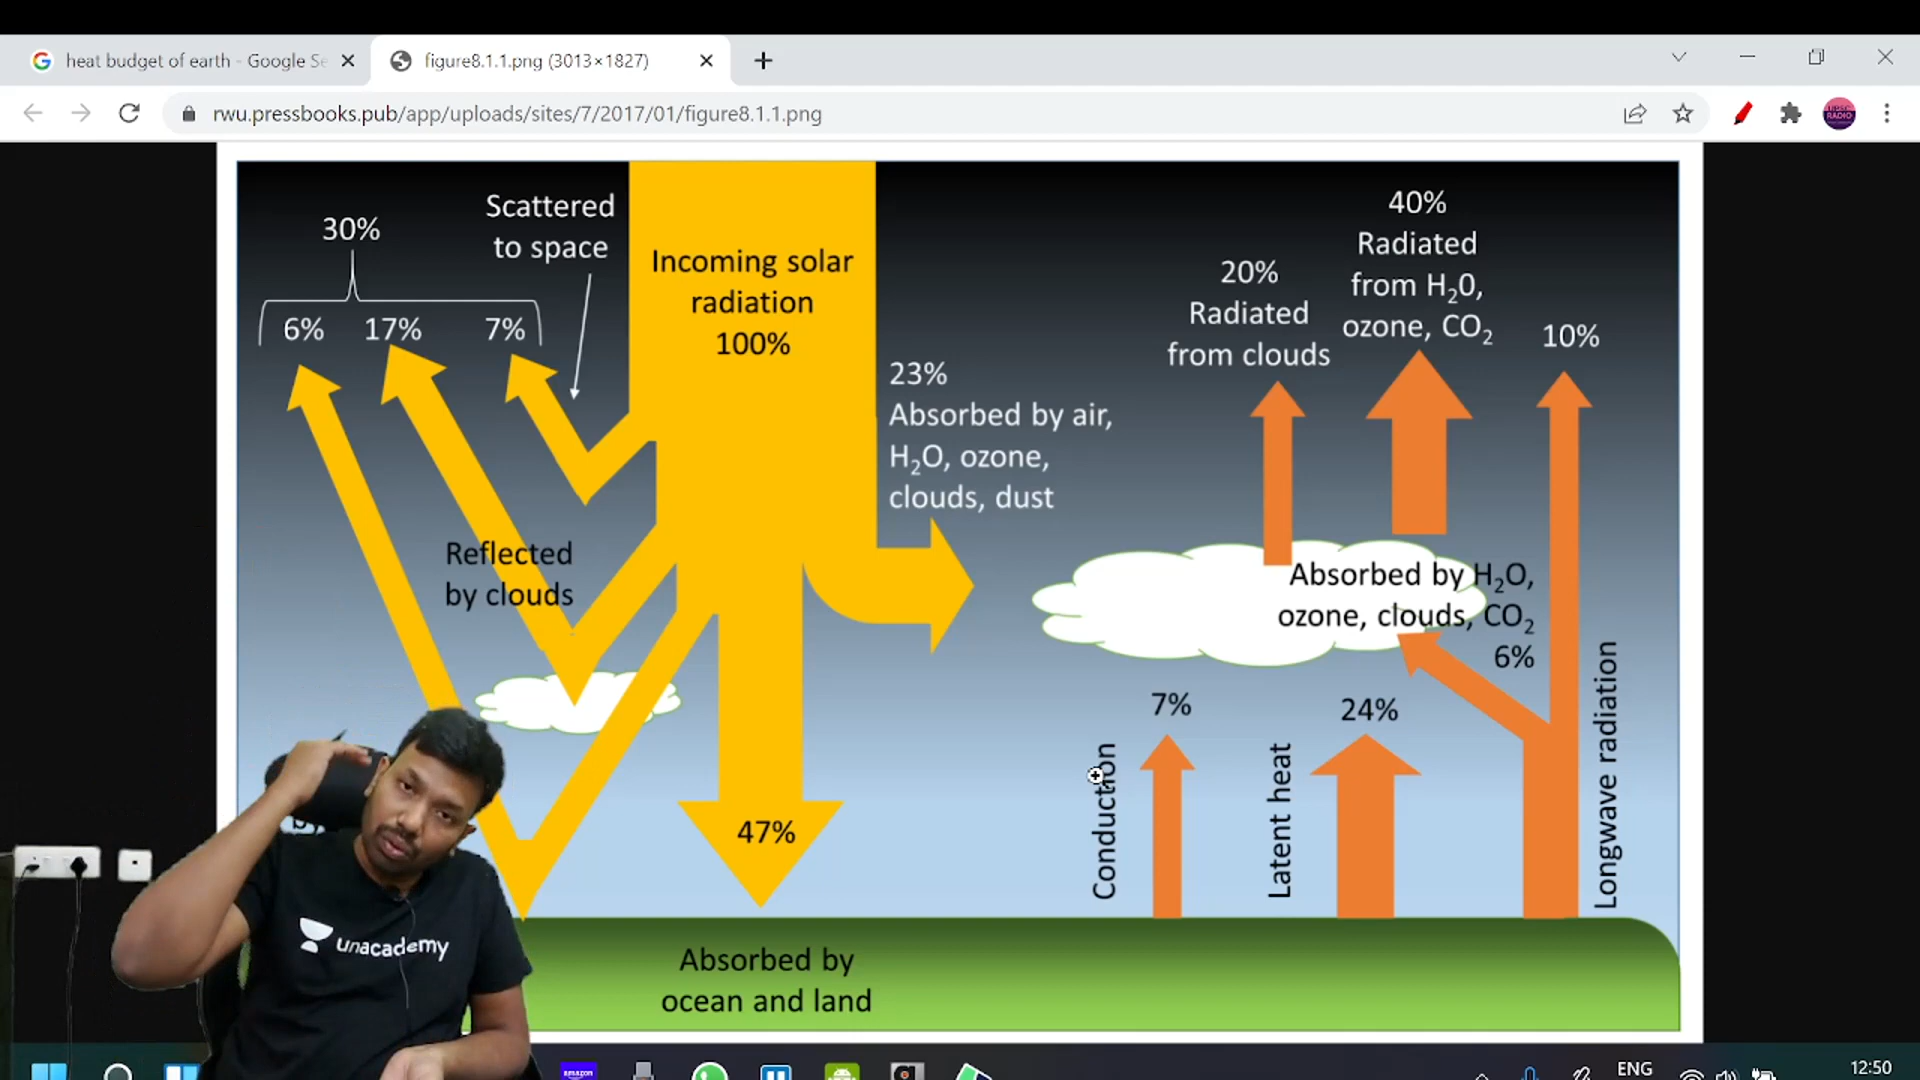 heat budget of earth - Google Se
figure8.1.1.png (3013×1827)
rwu.pressbooks.pub/app/uploads/sites/7/2017/01/figure8.1.1.png
UPSC
RADIO
30%
6% 17% 7%
Scattered
to space
Incoming solar
radiation
100%
23%
Absorbed by air,
H₂O, ozone,
clouds, dust
20%
Radiated
from clouds
40%
Radiated
from H₂0,
ozone, CO₂
10%
Reflected
by clouds
Absorbed by H₂O,
ozone, clouds, CO₂
6%
47%
7%
Conduction
24%
Latent heat
Longwave radiation
Absorbed by
ocean and land
unacademy
amazon
ENG
12:50